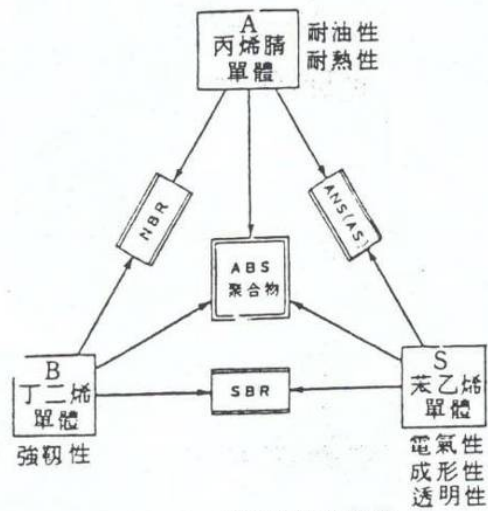 A
丙烯腈
單體
耐油性
耐熱性
NBR
ANS(AS)
ABS
聚合物
B
丁二烯
單體
強韌性
SBR
S
苯乙烯
單體
電氣性
成形性
透明性